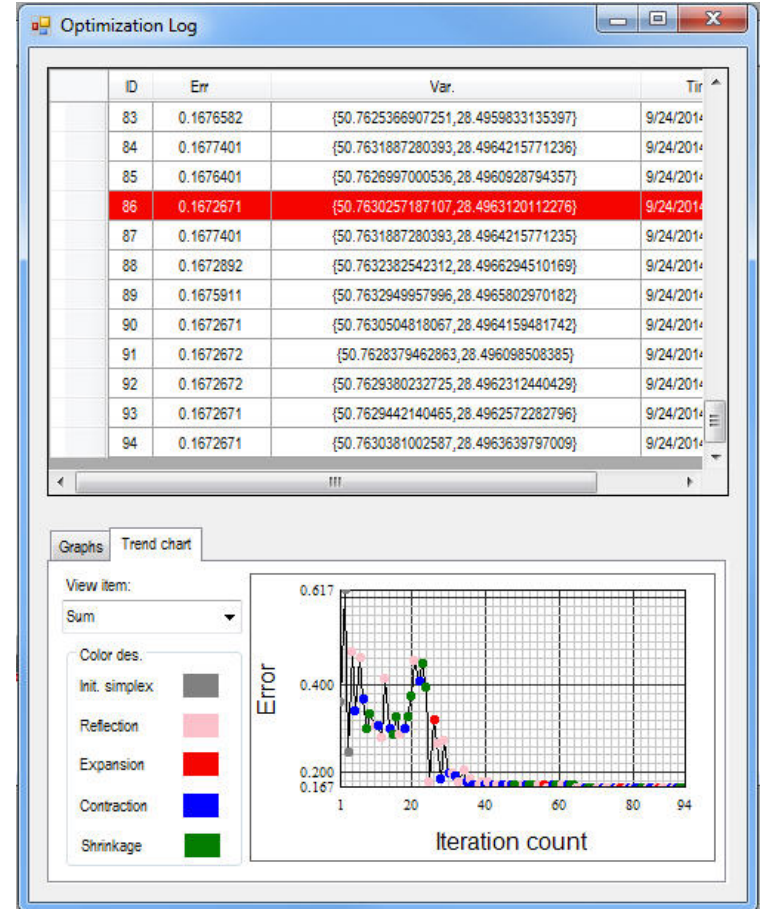 Optimization Log
ID Err Var. Tir
83 0.1676582 {50.7625366907251,28.4959833135397} 9/24/2014
84 0.1677401 {50.7631887280393,28.4964215771236} 9/24/2014
85 0.1676401 {50.7626997000536,28.4960928794357} 9/24/2014
86 0.1672671 {50.7630257187107,28.4963120112276} 9/24/2014
87 0.1677401 {50.7631887280393,28.4964215771235} 9/24/2014
88 0.1672892 {50.7632382542312,28.4966294510169} 9/24/2014
89 0.1675911 {50.7632949957996,28.4965802970182} 9/24/2014
90 0.1672671 {50.7630504818067,28.4964159481742} 9/24/2014
91 0.1672672 {50.7628379462863,28.496098508385} 9/24/2014
92 0.1672672 {50.7629380232725,28.4962312440429} 9/24/2014
93 0.1672671 {50.7629442140465,28.4962572282796} 9/24/2014
94 0.1672671 {50.7630381002587,28.4963639797009} 9/24/2014
Graphs Trend chart
View item:
Sum
Color des.
Init. simplex
Reflection
Expansion
Contraction
Shrinkage
Error
0.617
0.400
0.200
0.167
1 20 40 60 80 94
Iteration count